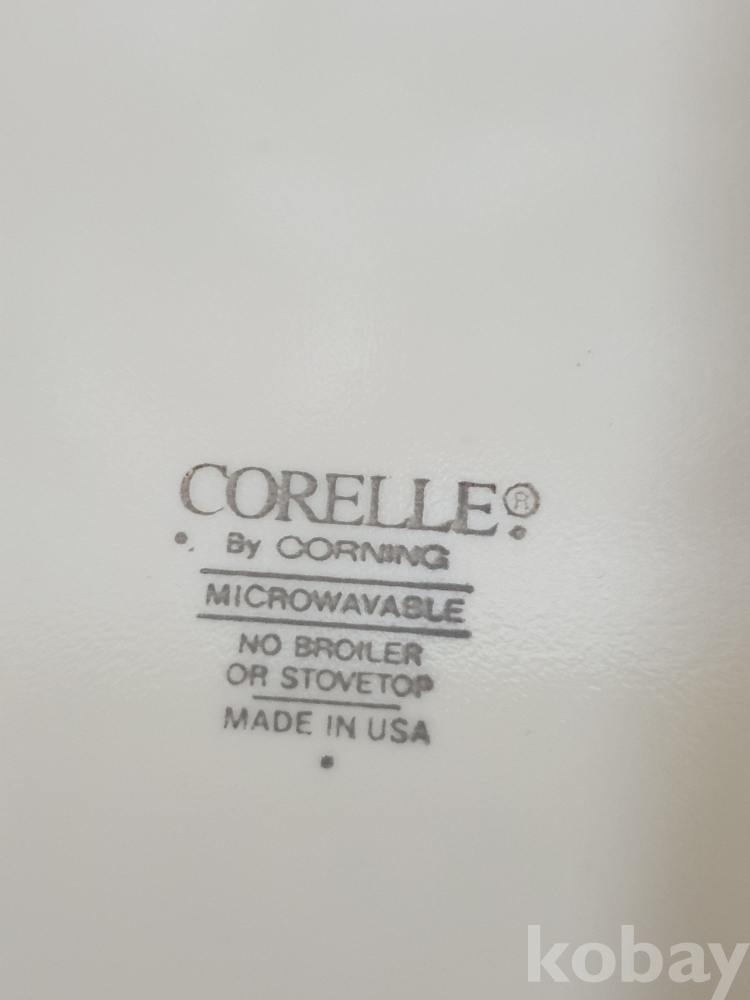 CORELLE®
By CORNING
MICROWAVABLE
NO BROILER
OR STOVETOP
MADE IN USA
kobay